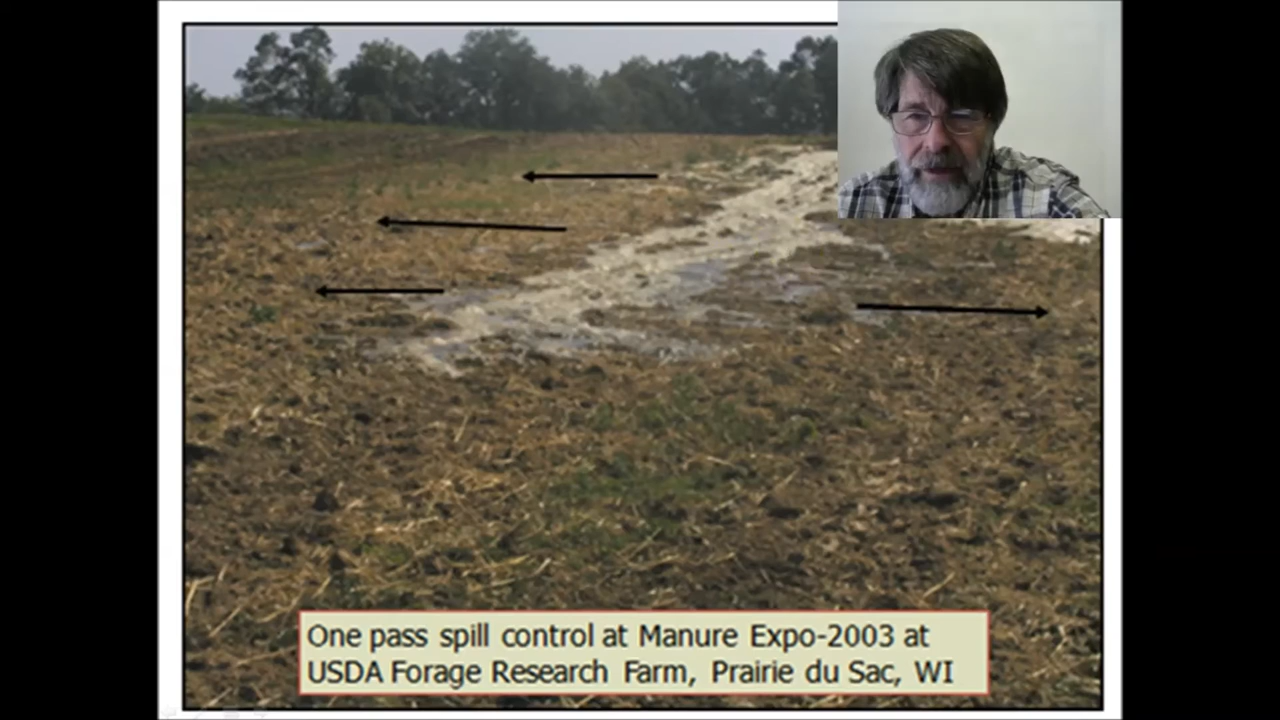 One pass spill control at Manure Expo-2003 at
USDA Forage Research Farm, Prairie du Sac, WI